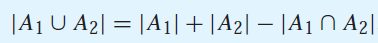 |A₁ ∪ A₂| = |A₁| + |A₂| − |A₁ ∩ A₂|